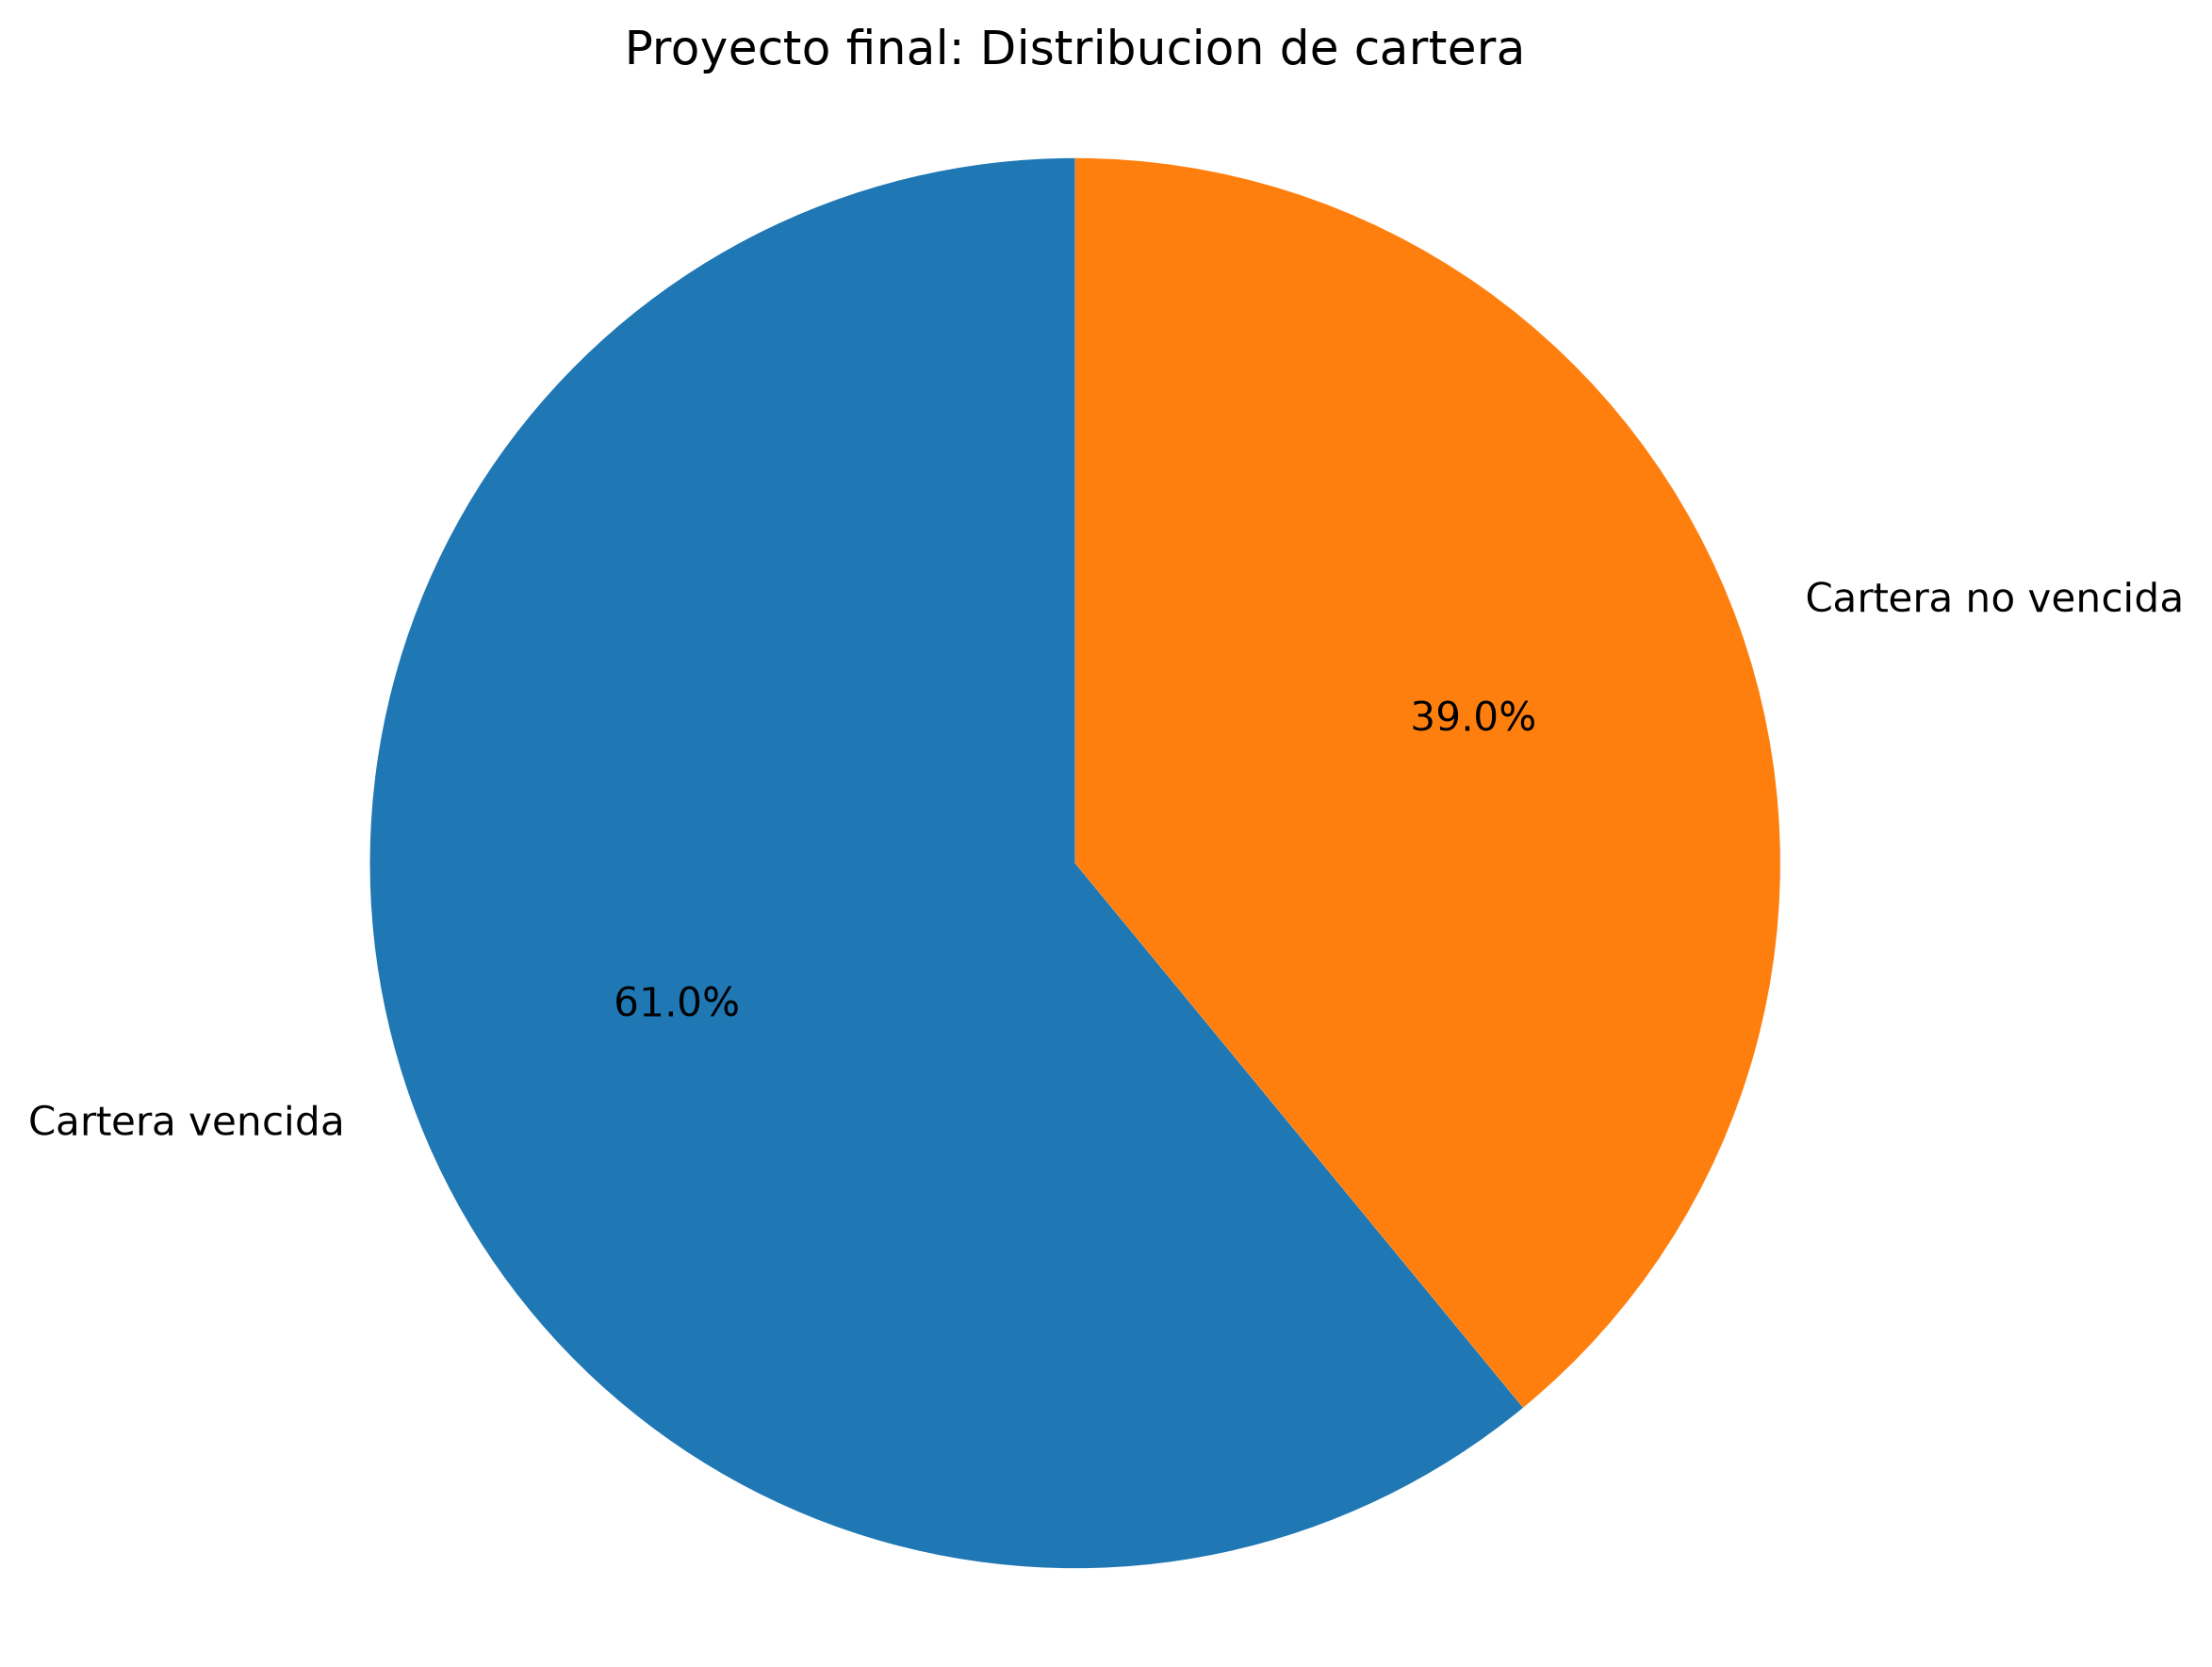 Proyecto final: Distribucion de cartera
Cartera no vencida
39.0%
61.0%
Cartera vencida